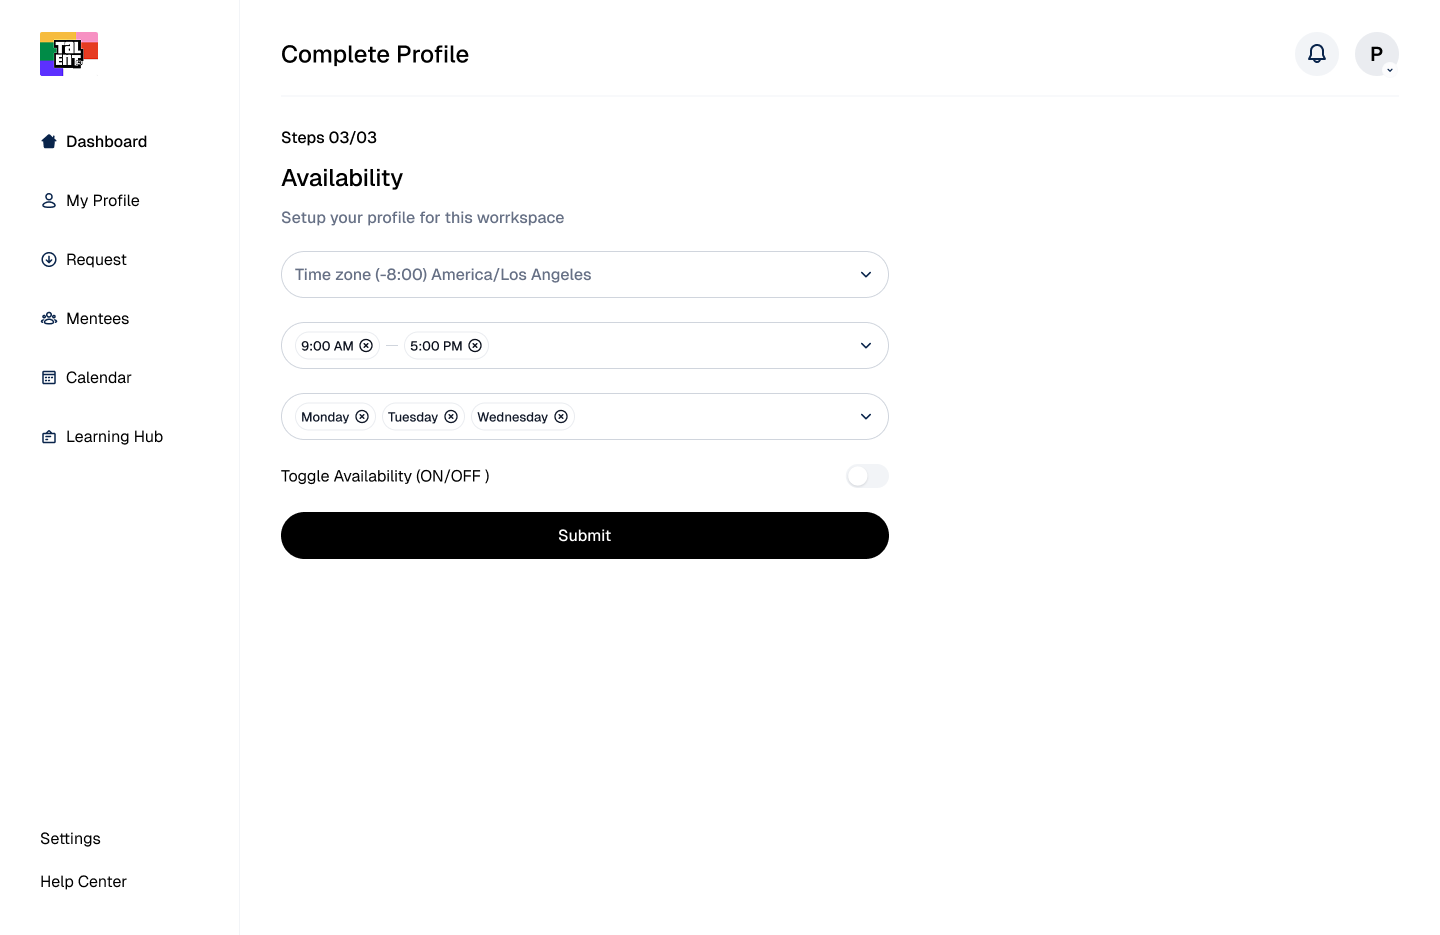 TaL
ENT
Dashboard
My Profile
Request
Mentees
Calendar
Learning Hub
Settings
Help Center
Complete Profile
P
Steps 03/03
Availability
Setup your profile for this worrkspace
Time zone (-8:00) America/Los Angeles
9:00 AM — 5:00 PM
Monday Tuesday Wednesday
Toggle Availability (ON/OFF )
Submit